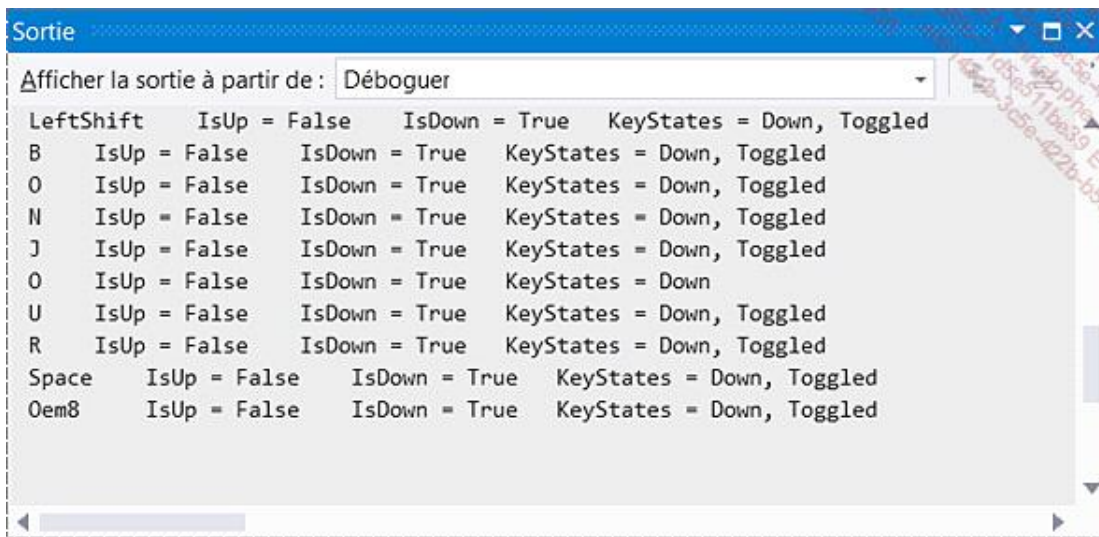 Sortie
Afficher la sortie à partir de : Déboguer
LeftShift IsUp = False IsDown = True KeyStates = Down, Toggled
B IsUp = False IsDown = True KeyStates = Down, Toggled
O IsUp = False IsDown = True KeyStates = Down, Toggled
N IsUp = False IsDown = True KeyStates = Down, Toggled
J IsUp = False IsDown = True KeyStates = Down, Toggled
O IsUp = False IsDown = True KeyStates = Down
U IsUp = False IsDown = True KeyStates = Down, Toggled
R IsUp = False IsDown = True KeyStates = Down, Toggled
Space IsUp = False IsDown = True KeyStates = Down, Toggled
Oem8 IsUp = False IsDown = True KeyStates = Down, Toggled